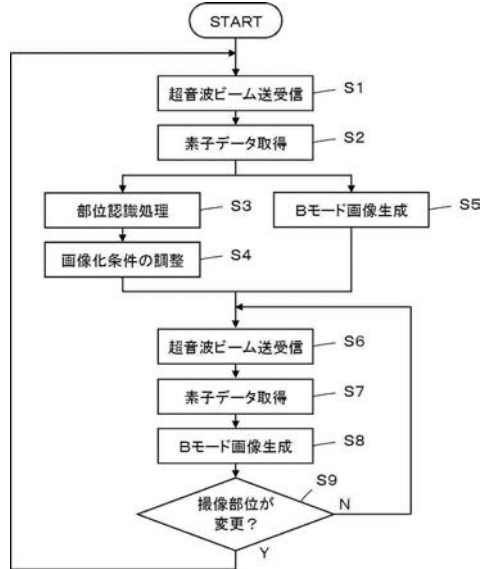 START
超音波ビーム送受信
S1
素子データ取得
S2
部位認識処理
S3
Bモード画像生成
S5
画像化条件の調整
S4
超音波ビーム送受信
S6
素子データ取得
S7
Bモード画像生成
S8
S9
撮像部位が
変更?
N
Y